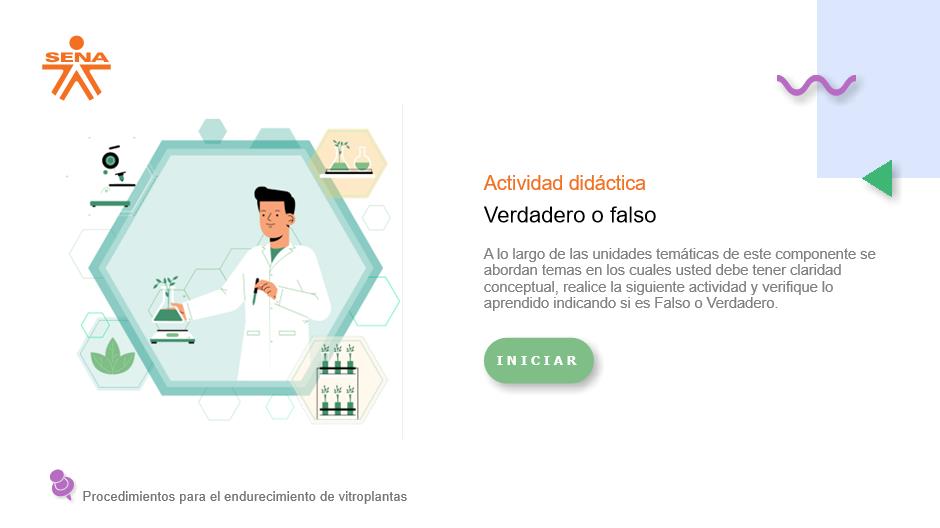 SENA
Actividad didáctica
Verdadero o falso
A lo largo de las unidades temáticas de este componente se
abordan temas en los cuales usted debe tener claridad
conceptual, realice la siguiente actividad y verifique lo
aprendido indicando si es Falso o Verdadero.
INICIAR
Procedimientos para el endurecimiento de vitroplantas